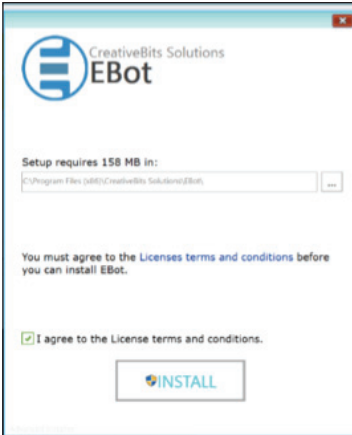 CreativeBits Solutions
EBot
Setup requires 158 MB in:
C:\Program Files (x86)\CreativeBits Solutions\EBot\
...
You must agree to the Licenses terms and conditions before
you can install EBot.
I agree to the License terms and conditions.
INSTALL